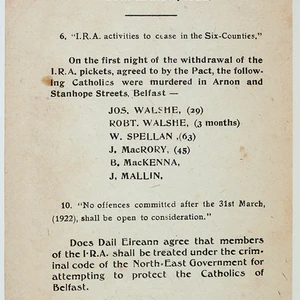 6. "I.R.A. activities to cease in the Six-Counties,"
On the first night of the withdrawal of the
I.R.A. pickets, agreed to by the Pact, the follow-
ing Catholics were murdered in Arnon and
Stanhope Streets, Belfast —
JOS. WALSHE, (29)
ROBT. WALSHE, (3 months)
W. SPELLAN ,(63)
J. MacRORY, (45)
B. MacKENNA,
J. MALLIN,
10. "No offences committed after the 31st March,
(1922), shall be open to consideration."
Does Dail Eireann agree that members
of the I.R.A. shall be treated under the crim-
inal code of the North-East Government for
attempting to protect the Catholics of
Belfast.